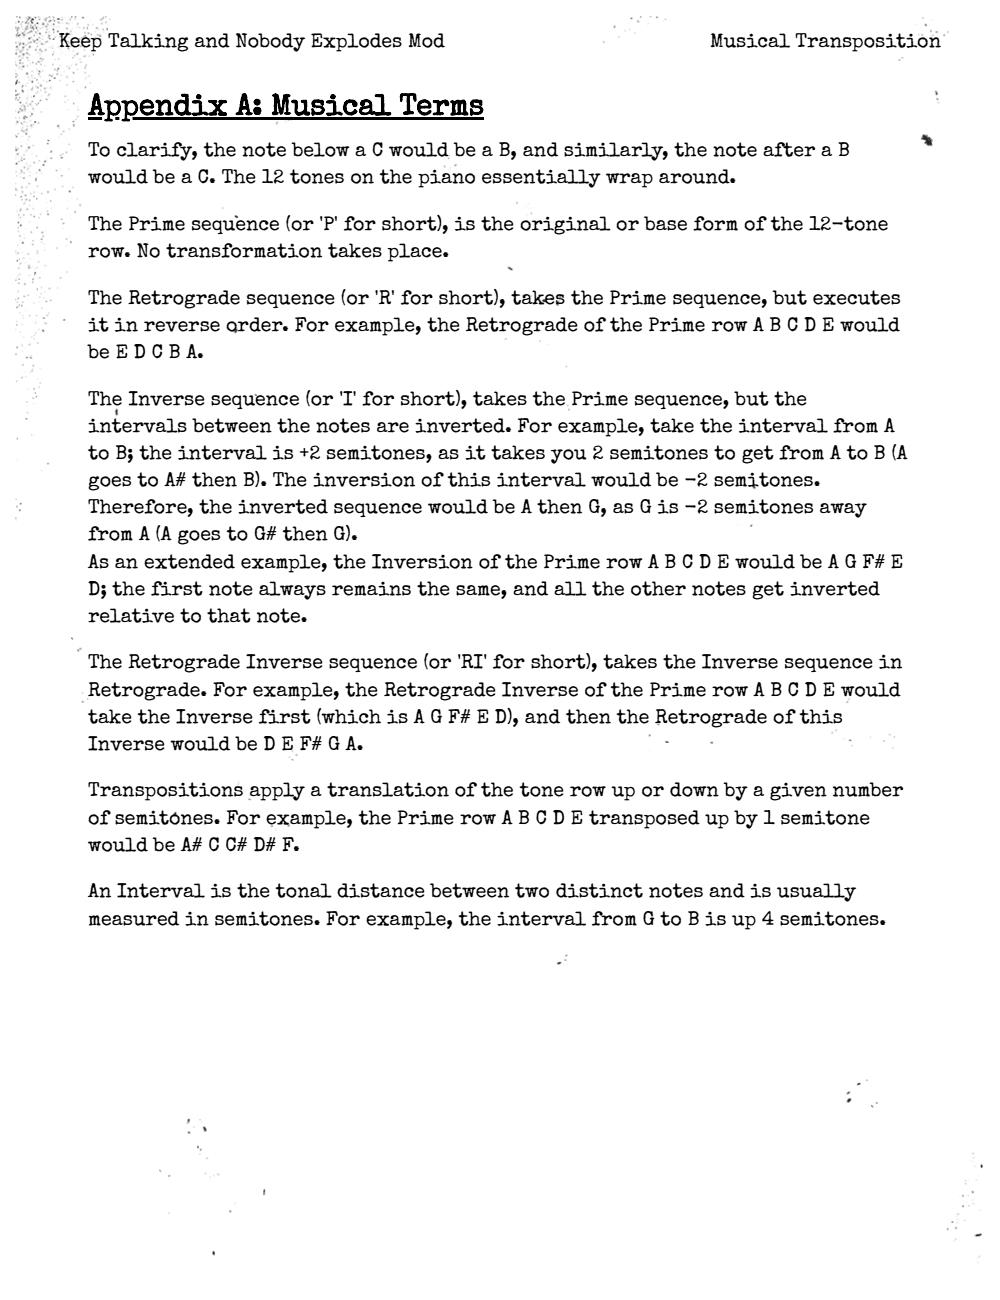 Keep Talking and Nobody Explodes Mod
Musical Transposition
Appendix A: Musical Terms
To clarify, the note below a C would be a B, and similarly, the note after a B
would be a C. The 12 tones on the piano essentially wrap around.
The Prime sequence (or 'P' for short), is the original or base form of the 12-tone
row. No transformation takes place.
The Retrograde sequence (or 'R' for short), takes the Prime sequence, but executes
it in reverse order. For example, the Retrograde of the Prime row A B C D E would
be E D C B A.
The Inverse sequence (or 'I' for short), takes the Prime sequence, but the
intervals between the notes are inverted. For example, take the interval from A
to B; the interval is +2 semitones, as it takes you 2 semitones to get from A to B (A
goes to A# then B). The inversion of this interval would be -2 semitones.
Therefore, the inverted sequence would be A then G, as G is -2 semitones away
from A (A goes to G# then G).
As an extended example, the Inversion of the Prime row A B C D E would be A G F# E
D; the first note always remains the same, and all the other notes get inverted
relative to that note.
The Retrograde Inverse sequence (or 'RI' for short), takes the Inverse sequence in
Retrograde. For example, the Retrograde Inverse of the Prime row A B C D E would
take the Inverse first (which is A G F# E D), and then the Retrograde of this
Inverse would be D E F# G A.
Transpositions apply a translation of the tone row up or down by a given number
of semitones. For example, the Prime row A B C D E transposed up by 1 semitone
would be A# C C# D# F.
An Interval is the tonal distance between two distinct notes and is usually
measured in semitones. For example, the interval from G to B is up 4 semitones.